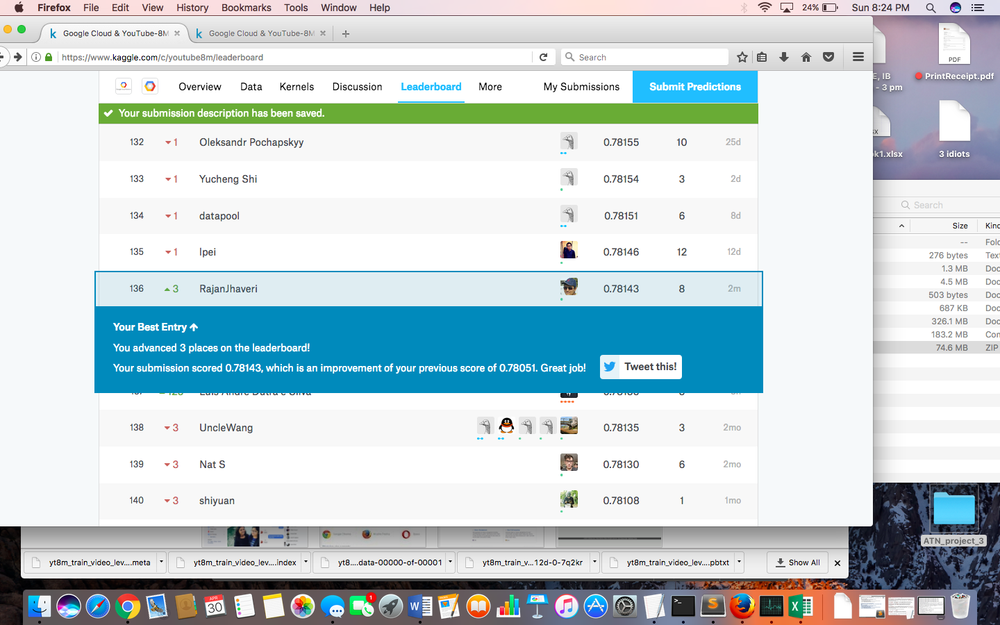 Firefox File Edit View History Bookmarks Tools Window Help 24% Sun 8:24 PM
Google Cloud & YouTube-8M Google Cloud & YouTube-8M
https://www.kaggle.com/c/youtube8m/leaderboard Search
Overview Data Kernels Discussion Leaderboard More My Submissions Submit Predictions
Your submission description has been saved.
132 1 Oleksandr Pochapskyy 0.78155 10 25d
133 1 Yucheng Shi 0.78154 3 2d
134 1 datapool 0.78151 6 8d
135 1 Ipei 0.78146 12 12d
136 3 RajanJhaveri 0.78143 8 2m
Your Best Entry
You advanced 3 places on the leaderboard!
Your submission scored 0.78143, which is an improvement of your previous score of 0.78051. Great job! Tweet this!
138 3 UncleWang 0.78135 3 2mo
139 3 Nat S 0.78130 6 2mo
140 3 shiyuan 0.78108 1 1mo
PDF
E, IB
- 3 pm
PrintReceipt.pdf
k1.xlsx
3 idiots
Search
Size Kind
-- Fold
276 bytes Text
1.3 MB Doc
4.5 MB Doc
503 bytes Doc
687 KB Doc
326.1 MB Doc
183.2 MB Con
74.6 MB ZIP
ATN_project_3
yt8m_train_video_lev....meta yt8m_train_video_lev....index yt8....data-00000-of-00001 yt8m_train_v...12d-0-7q2kr yt8m_train_video_lev....pbtxt Show All
APR
30
1